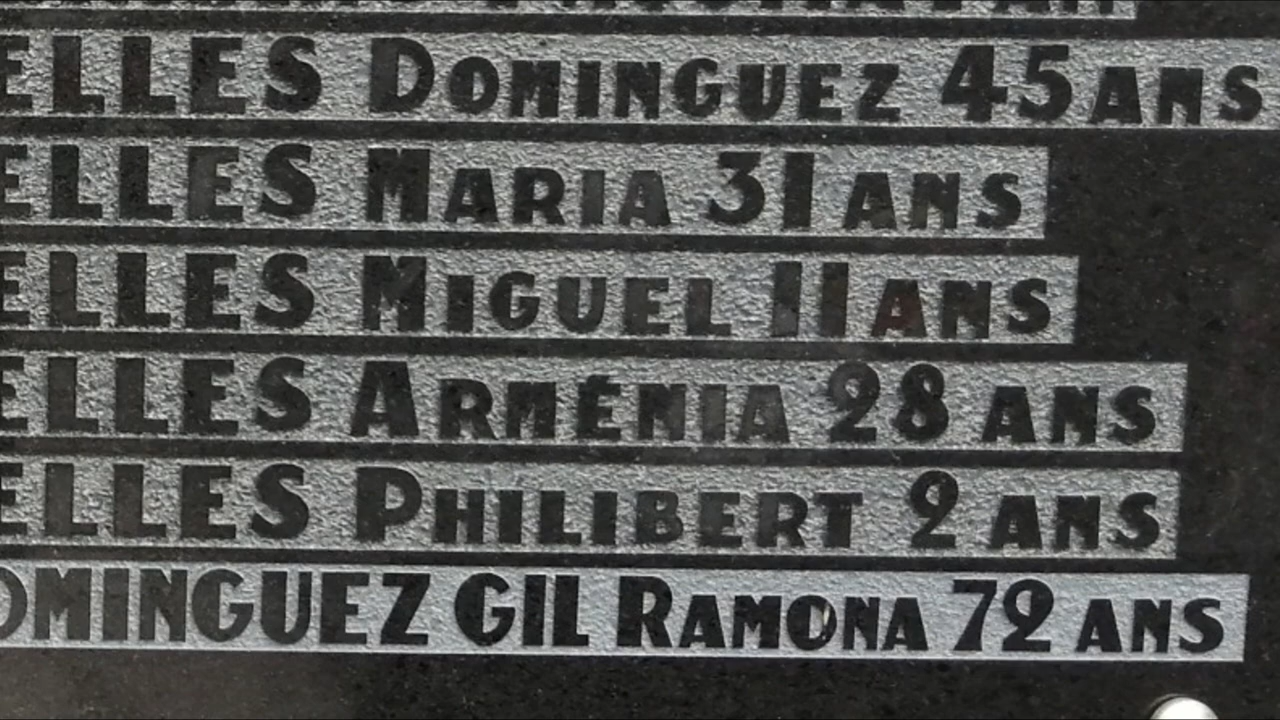 ELLES DOMINGUEZ 45 ANS
ELLES MARIA 31 ANS
ELLES MIGUEL 11 ANS
ELLES ARMÉNIA 28 ANS
ELLES PHILIBERT 2 ANS
DOMINGUEZ GIL RAMONA 72 ANS